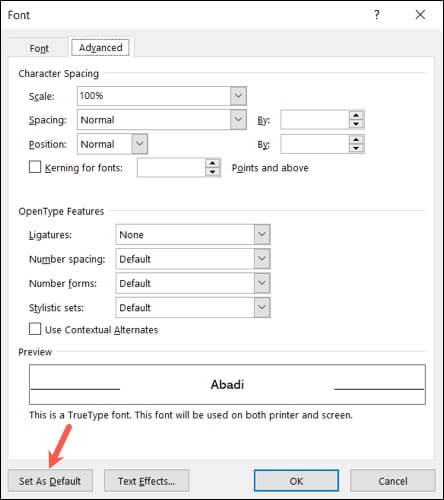 Font ?
Font Advanced
Character Spacing
Scale: 100%
Spacing: Normal By:
Position: Normal By:
Kerning for fonts: Points and above
OpenType Features
Ligatures: None
Number spacing: Default
Number forms: Default
Stylistic sets: Default
Use Contextual Alternates
Preview
Abadi
This is a TrueType font. This font will be used on both printer and screen.
Set As Default Text Effects... OK Cancel